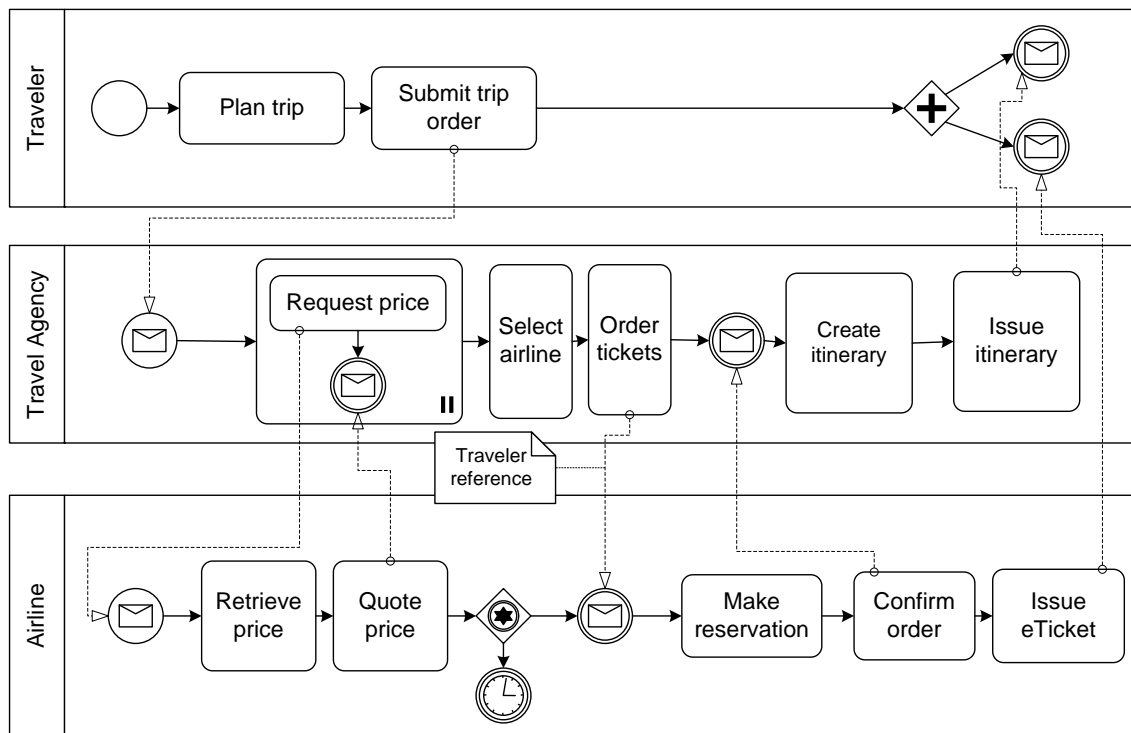 Traveler
Plan trip
Submit trip
order
Travel Agency
Request price
Select
airline
Order
tickets
Create
itinerary
Issue
itinerary
Traveler
reference
Airline
Retrieve
price
Quote
price
Make
reservation
Confirm
order
Issue
eTicket